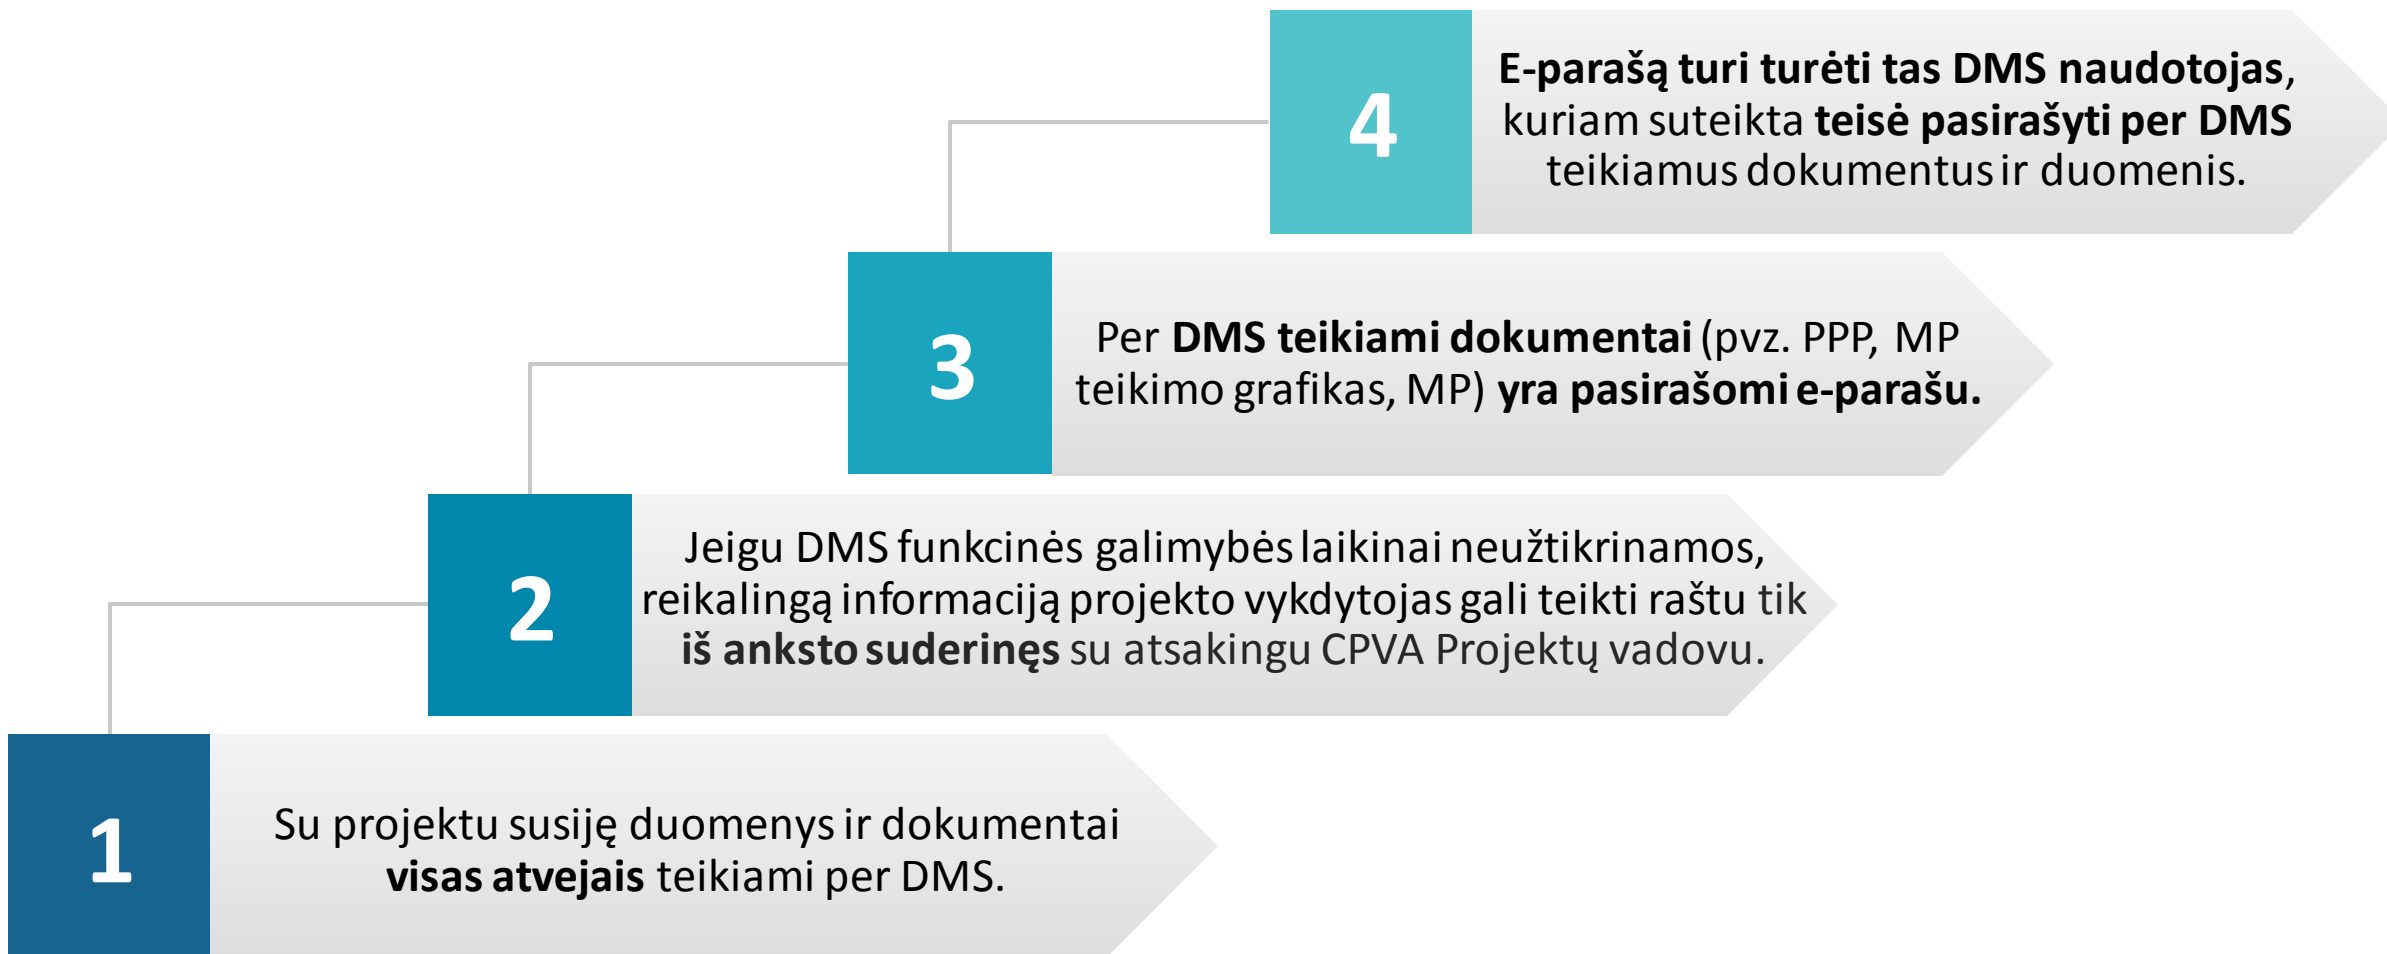 4
E-parašą turi turėti tas DMS naudotojas,
kuriam suteikta teisė pasirašyti per DMS
teikiamus dokumentus ir duomenis.
3
Per DMS teikiami dokumentai (pvz. PPP, MP
teikimo grafikas, MP) yra pasirašomi e-parašu.
2
Jeigu DMS funkcinės galimybės laikinai neužtikrinamos,
reikalingą informaciją projekto vykdytojas gali teikti raštu tik
iš anksto suderinęs su atsakingu CPVA Projektų vadovu.
1
Su projektu susiję duomenys ir dokumentai
visas atvejais teikiami per DMS.